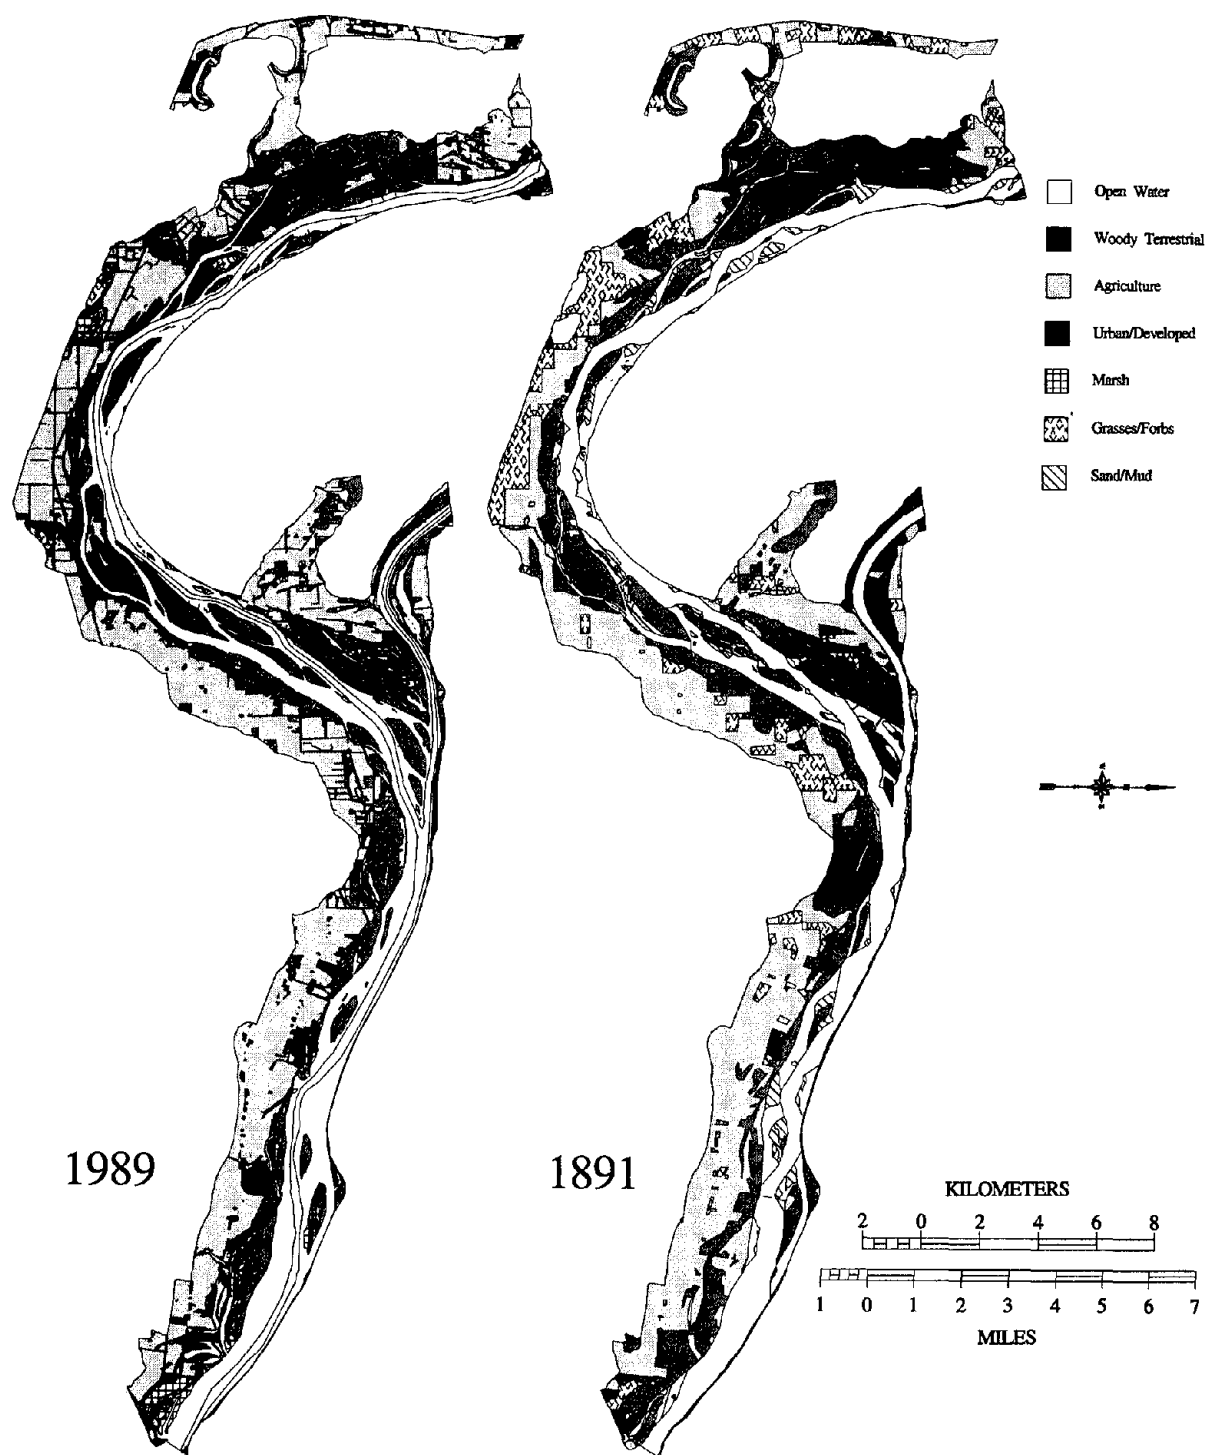 Open Water
Woody Terrestrial
Agriculture
Urban/Developed
Marsh
Grasses/Forbs
Sand/Mud
1989
1891
KILOMETERS
2 0 2 4 6 8
1 0 1 2 3 4 5 6 7
MILES